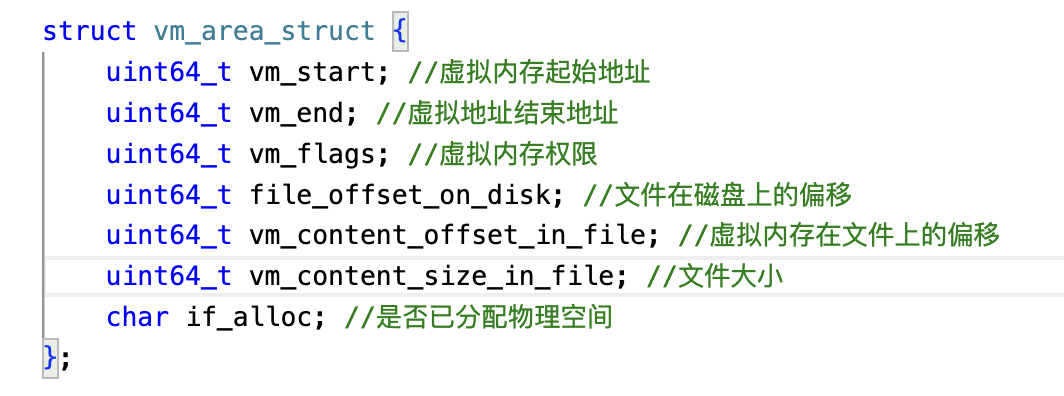 struct vm_area_struct {
    uint64_t vm_start; //虚拟内存起始地址
    uint64_t vm_end; //虚拟地址结束地址
    uint64_t vm_flags; //虚拟内存权限
    uint64_t file_offset_on_disk; //文件在磁盘上的偏移
    uint64_t vm_content_offset_in_file; //虚拟内存在文件上的偏移
    uint64_t vm_content_size_in_file; //文件大小
    char if_alloc; //是否已分配物理空间
};